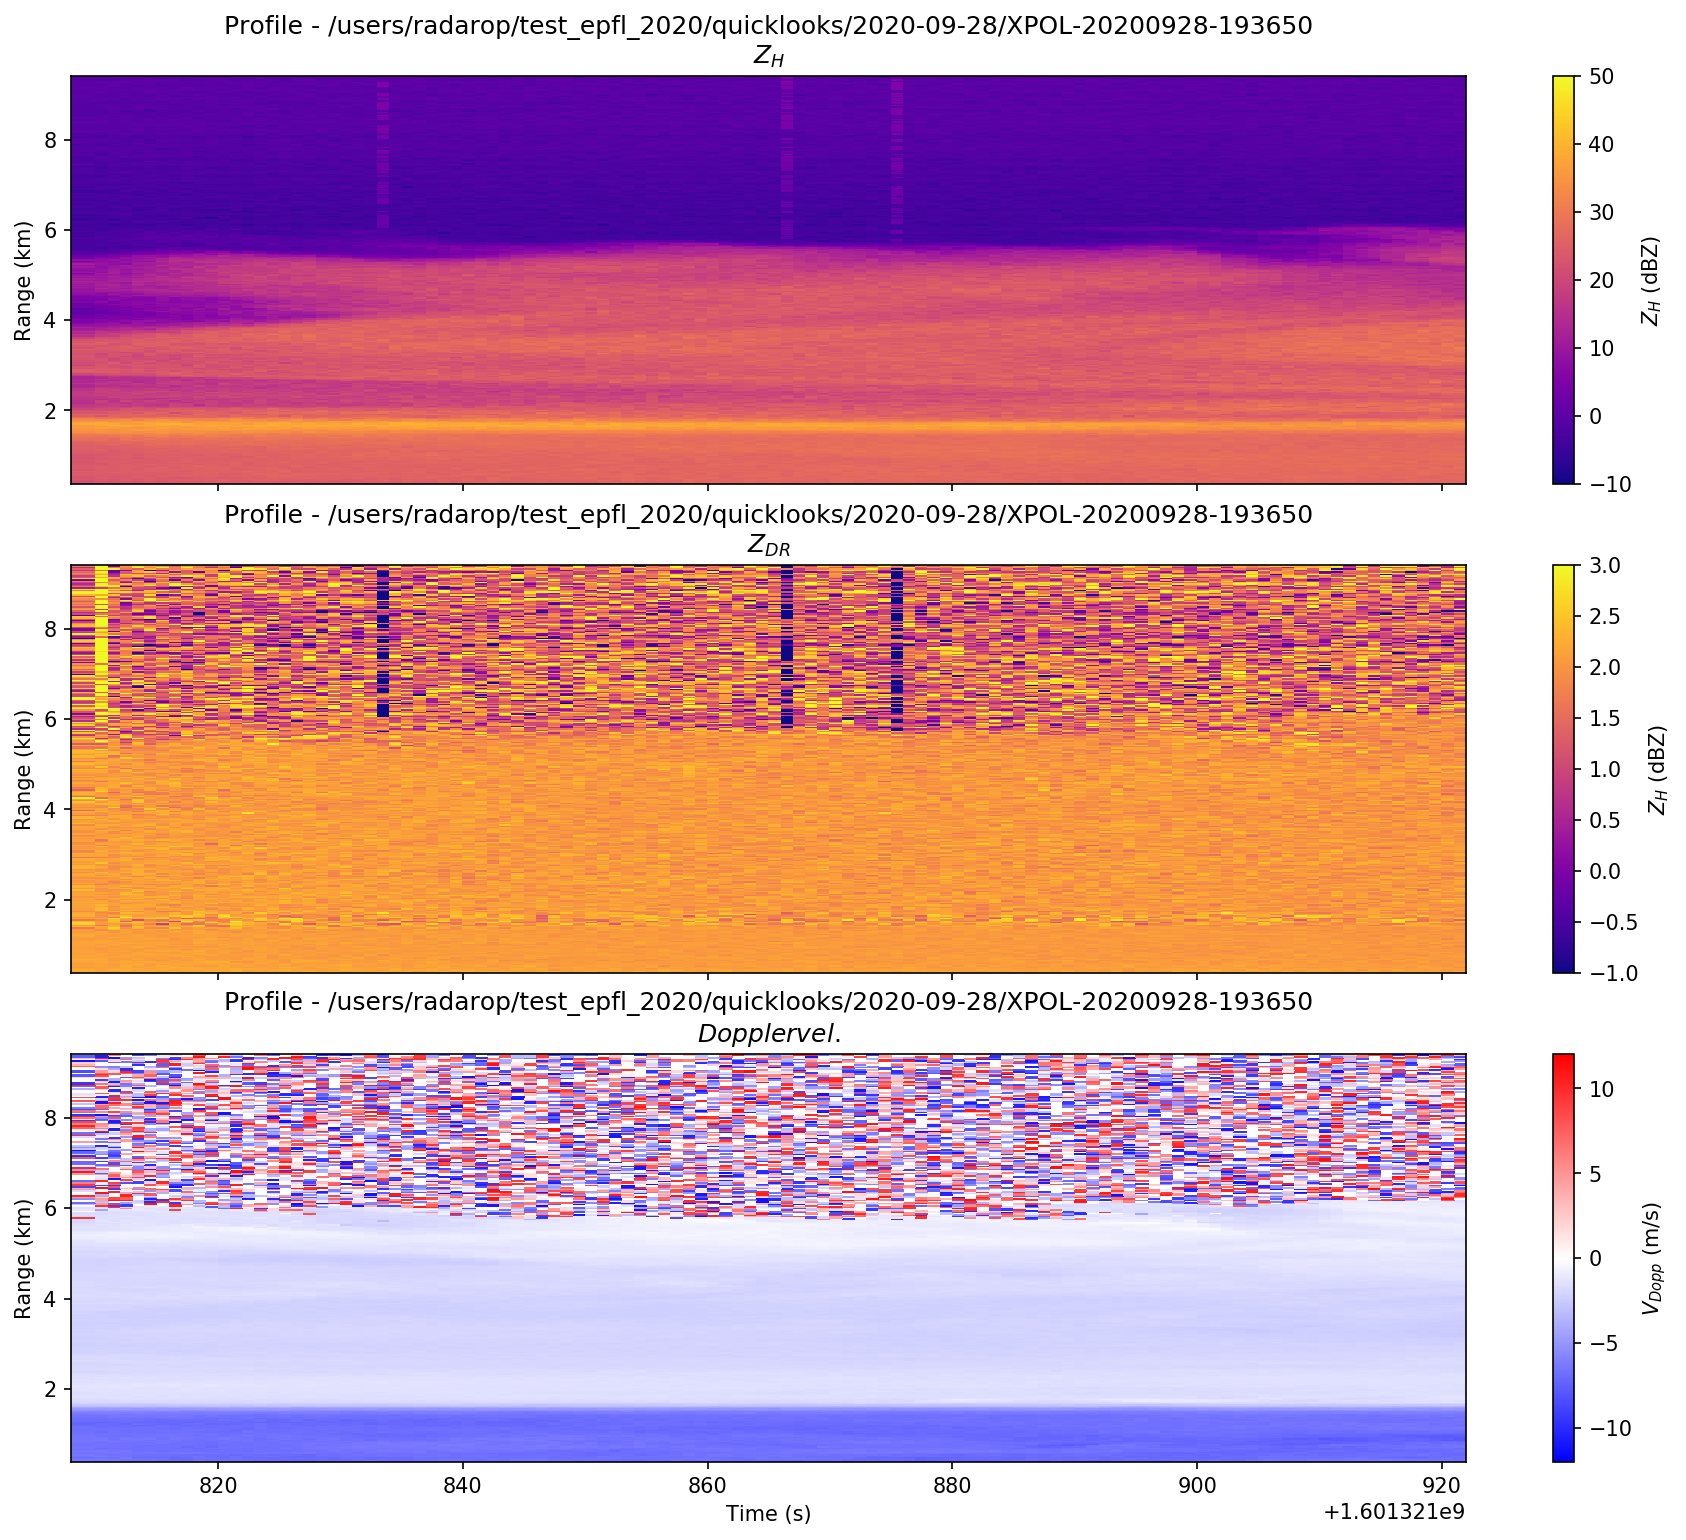 Profile - /users/radarop/test_epfl_2020/quicklooks/2020-09-28/XPOL-20200928-193650
Z_H
50
40
30
20
10
0
−10
Z_H (dBZ)
8
6
4
2
Range (km)
Profile - /users/radarop/test_epfl_2020/quicklooks/2020-09-28/XPOL-20200928-193650
Z_DR
3.0
2.5
2.0
1.5
1.0
0.5
0.0
−0.5
−1.0
Z_H (dBZ)
8
6
4
2
Range (km)
Profile - /users/radarop/test_epfl_2020/quicklooks/2020-09-28/XPOL-20200928-193650
Dopplervel.
10
5
0
−5
−10
V_Dopp (m/s)
8
6
4
2
Range (km)
820 840 860 880 900 920
Time (s)
+1.601321e9